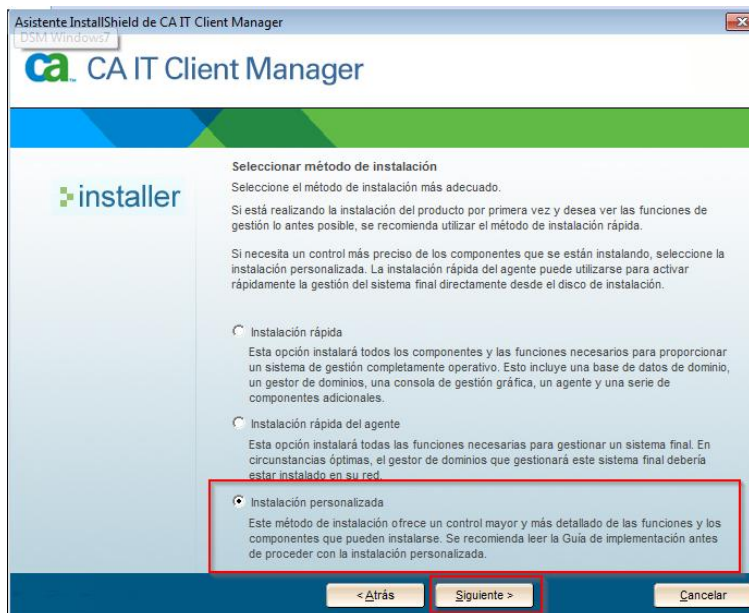 Asistente InstallShield de CA IT Client Manager
DSM Windows7
ca CA IT Client Manager
installer
Seleccionar método de instalación
Seleccione el método de instalación más adecuado.
Si está realizando la instalación del producto por primera vez y desea ver las funciones de
gestión lo antes posible, se recomienda utilizar el método de instalación rápida.
Si necesita un control más preciso de los componentes que se están instalando, seleccione la
instalación personalizada. La instalación rápida del agente puede utilizarse para activar
rápidamente la gestión del sistema final directamente desde el disco de instalación.
Instalación rápida
Esta opción instalará todos los componentes y las funciones necesarios para proporcionar
un sistema de gestión completamente operativo. Esto incluye una base de datos de dominio,
un gestor de dominios, una consola de gestión gráfica, un agente y una serie de
componentes adicionales.
Instalación rápida del agente
Esta opción instalará todas las funciones necesarias para gestionar un sistema final. En
circunstancias óptimas, el gestor de dominios que gestionará este sistema final debería
estar instalado en su red.
Instalación personalizada
Este método de instalación ofrece un control mayor y más detallado de las funciones y los
componentes que pueden instalarse. Se recomienda leer la Guía de implementación antes
de proceder con la instalación personalizada.
< Atrás
Siguiente >
Cancelar